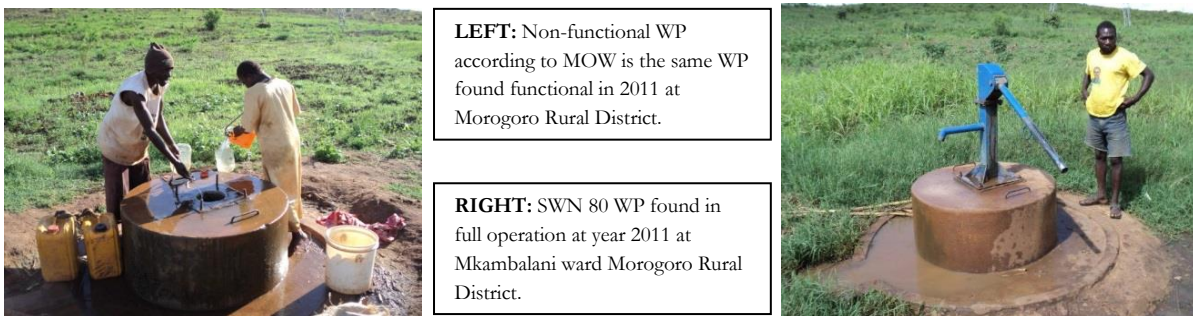 LEFT: Non-functional WP
according to MOW is the same WP
found functional in 2011 at
Morogoro Rural District.
RIGHT: SWN 80 WP found in
full operation at year 2011 at
Mkambalani ward Morogoro Rural
District.